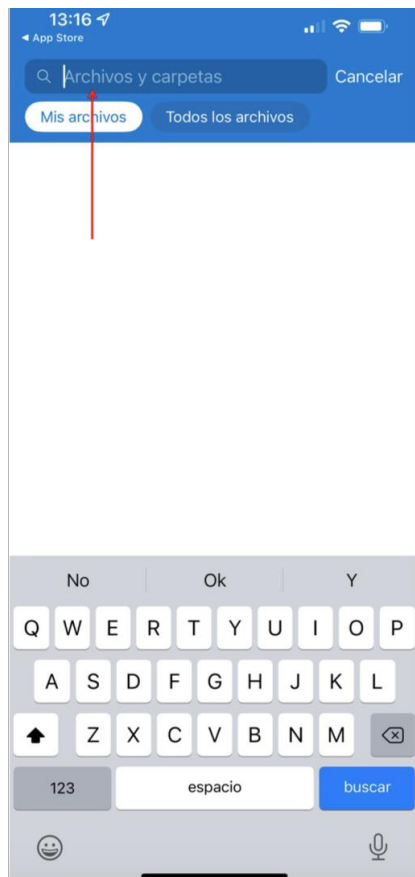 13:16
◀ App Store
Archivos y carpetas Cancelar
Mis archivos Todos los archivos
No Ok Y
Q W E R T Y U I O P
A S D F G H J K L
Z X C V B N M
123 espacio buscar